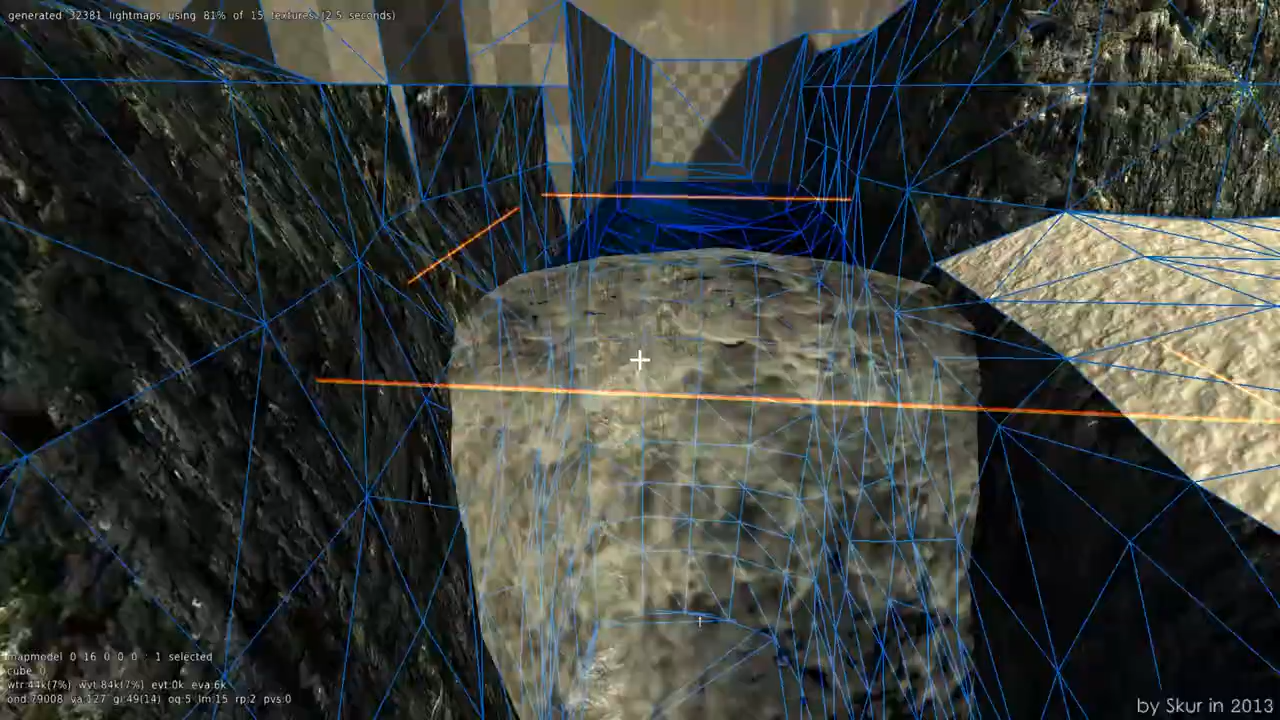 generated 32381 lightmaps using 81% of 15 textures (2.5 seconds)
mapmodel 0 16 0 0 0 : 1 selected
cube 0
wtr:44k(7%) wvt:84k(7%) evt:0k eva:6k
ond:79008 va:127 gl:49(14) oq:5 lm:15 rp:2 pvs:0
by Skur in 2013